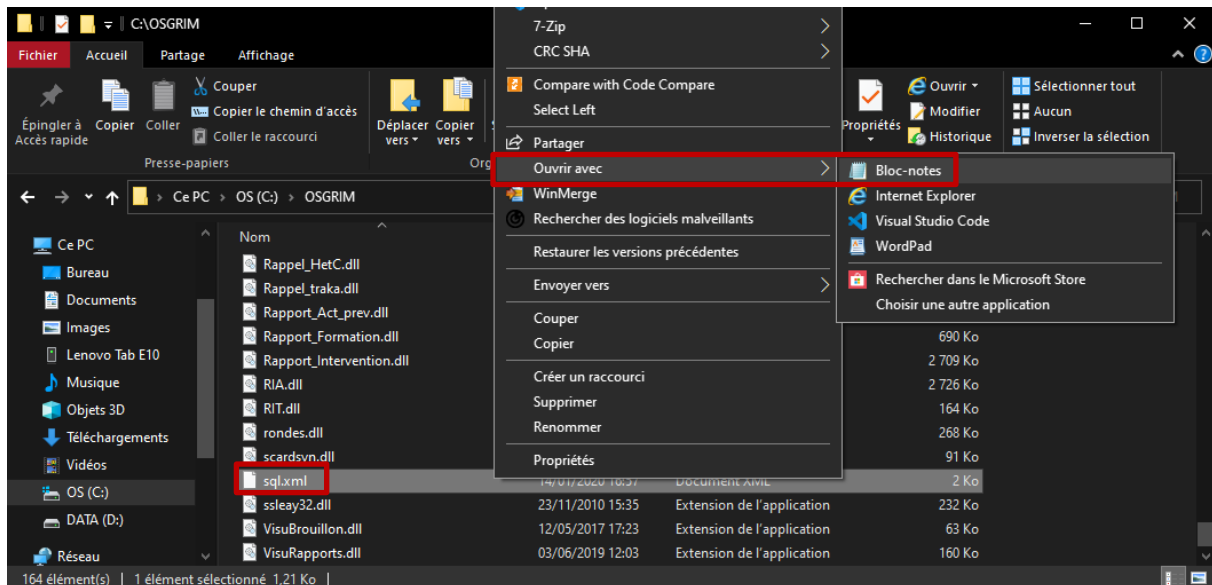 C:\OSGRIM
Fichier Accueil Partage Affichage
Épingler à Accès rapide
Copier
Coller
Couper
Copier le chemin d'accès
Coller le raccourci
Presse-papiers
Déplacer vers
Copier vers
Org
Propriétés
Ouvrir
Modifier
Historique
Sélectionner tout
Aucun
Inverser la sélection
Ce PC > OS (C:) > OSGRIM
Ce PC
Bureau
Documents
Images
Lenovo Tab E10
Musique
Objets 3D
Téléchargements
Vidéos
OS (C:)
DATA (D:)
Réseau
Nom
Rappel_HetC.dll
Rappel_traka.dll
Rapport_Act_prev.dll
Rapport_Formation.dll 690 Ko
Rapport_Intervention.dll 2 709 Ko
RIA.dll 2 726 Ko
RIT.dll 164 Ko
rondes.dll 268 Ko
scardsvn.dll 91 Ko
sql.xml 14/01/2020 16:57 Document XML 2 Ko
ssleay32.dll 23/11/2010 15:35 Extension de l'application 232 Ko
VisuBrouillon.dll 12/05/2017 17:23 Extension de l'application 63 Ko
VisuRapports.dll 03/06/2019 12:03 Extension de l'application 160 Ko
7-Zip
CRC SHA
Compare with Code Compare
Select Left
Partager
Ouvrir avec
WinMerge
Rechercher des logiciels malveillants
Restaurer les versions précédentes
Envoyer vers
Couper
Copier
Créer un raccourci
Supprimer
Renommer
Propriétés
Bloc-notes
Internet Explorer
Visual Studio Code
WordPad
Rechercher dans le Microsoft Store
Choisir une autre application
164 élément(s) | 1 élément sélectionné 1,21 Ko |